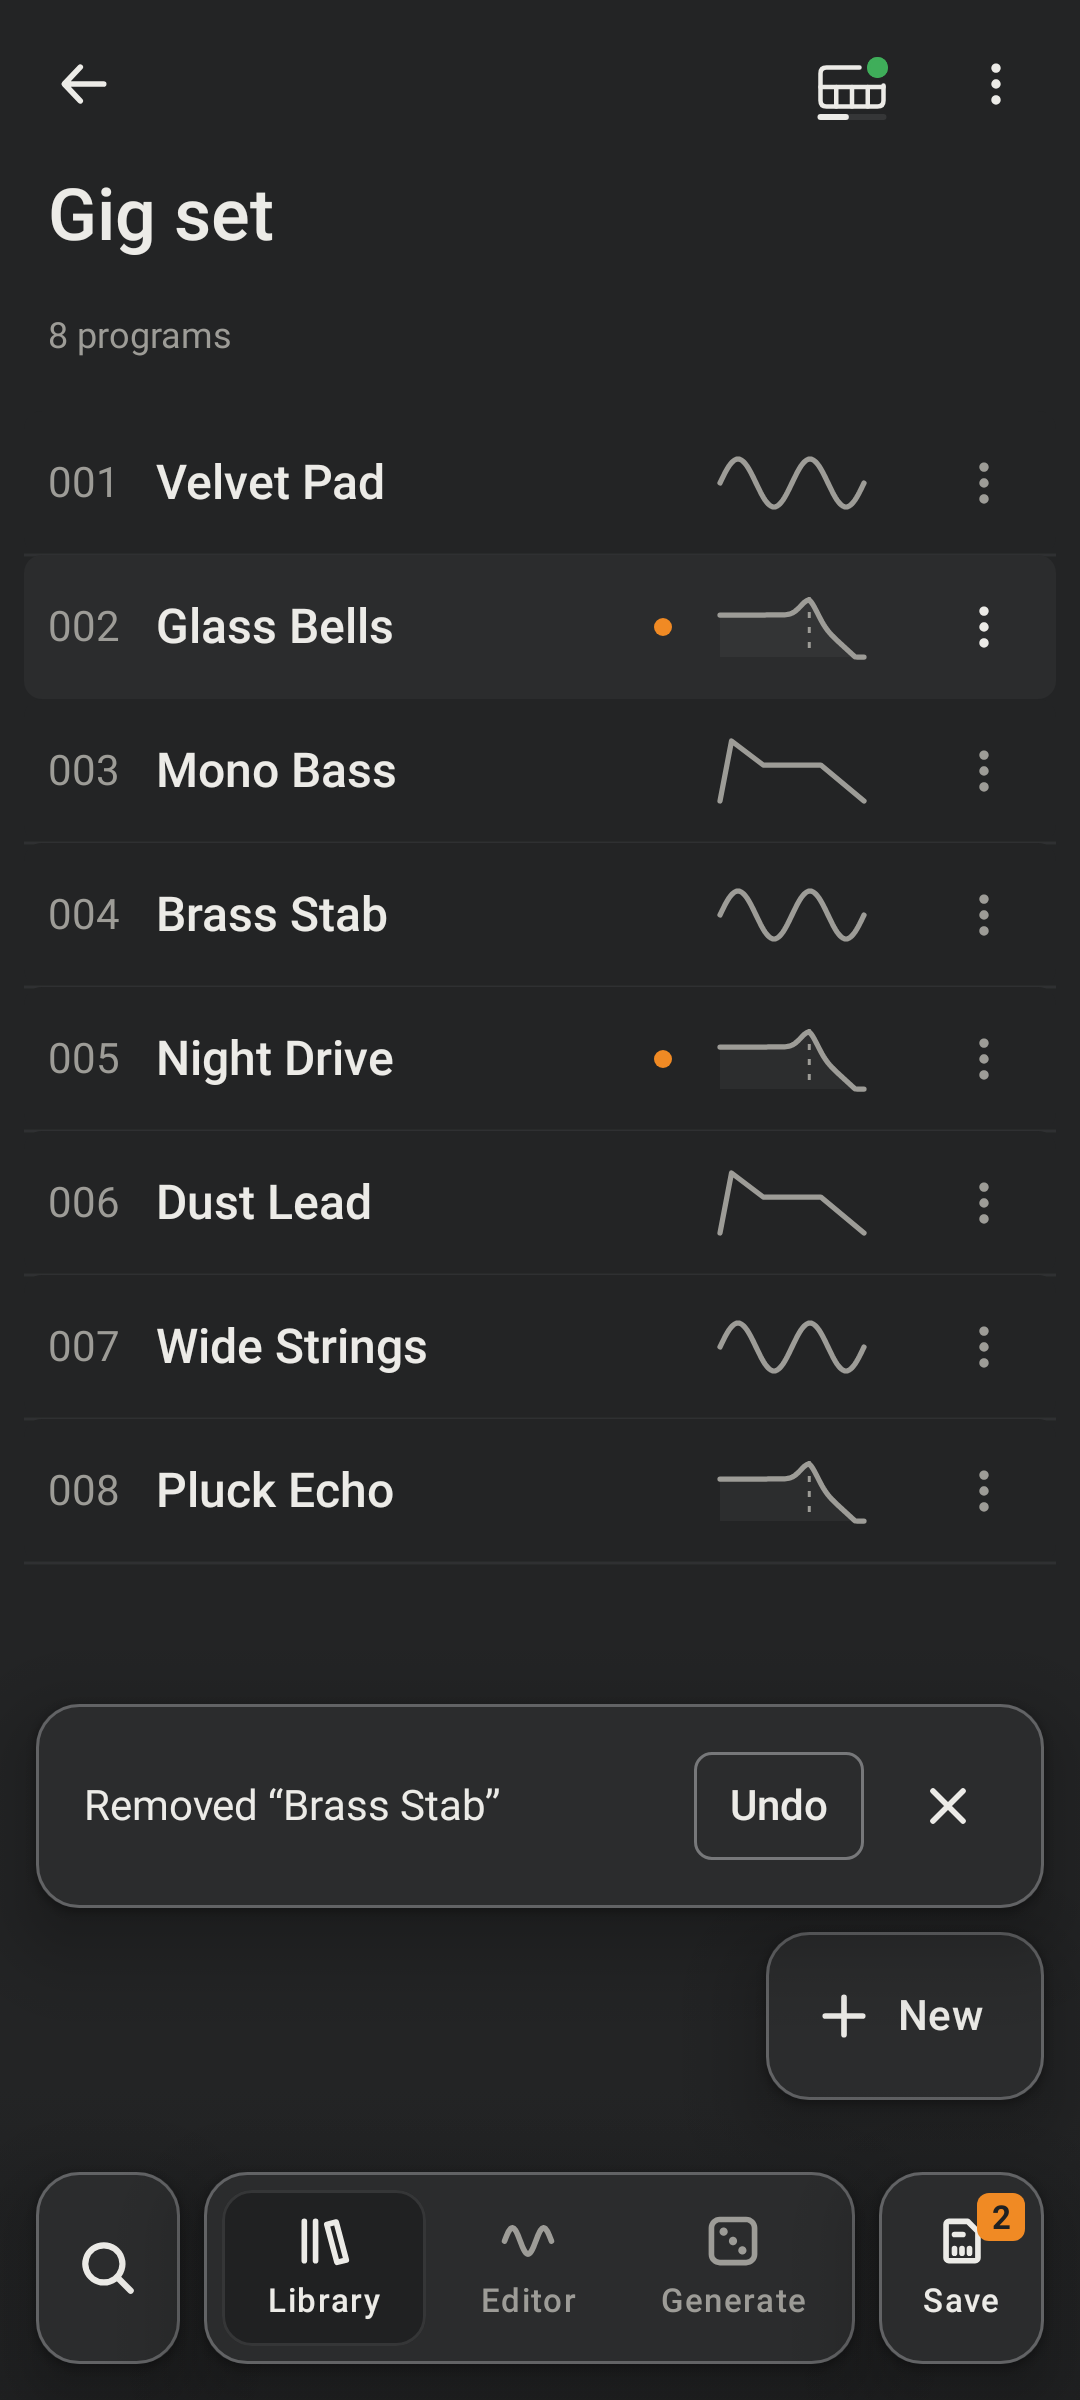 Gig set
8 programs
001 Velvet Pad
002 Glass Bells
003 Mono Bass
004 Brass Stab
005 Night Drive
006 Dust Lead
007 Wide Strings
008 Pluck Echo
Removed “Brass Stab” Undo
New
2
Library Editor Generate Save